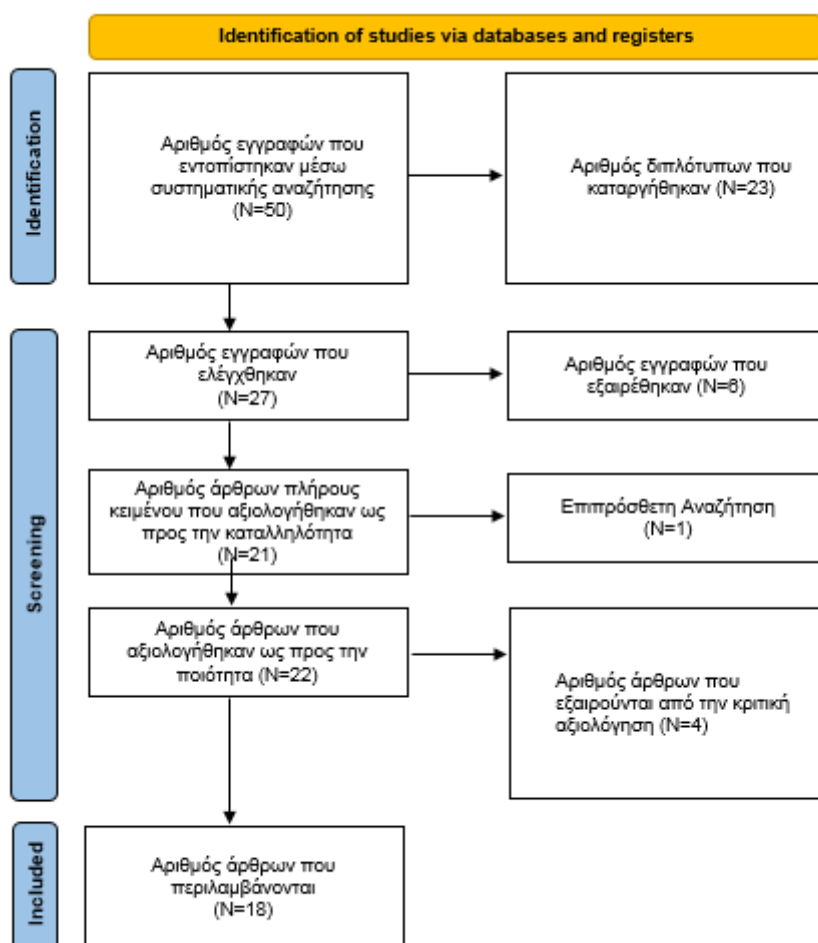 Identification of studies via databases and registers
Identification
Αριθμός εγγραφών που
εντοπίστηκαν μέσω
συστηματικής αναζήτησης
(N=50)
Αριθμός διπλότυπων που
καταργήθηκαν (N=23)
Screening
Αριθμός εγγραφών που
ελέγχθηκαν
(N=27)
Αριθμός εγγραφών που
εξαιρέθηκαν (N=6)
Αριθμός άρθρων πλήρους
κειμένου που αξιολογήθηκαν ως
προς την καταλληλότητα
(N=21)
Επιπρόσθετη Αναζήτηση
(N=1)
Αριθμός άρθρων που
αξιολογήθηκαν ως προς την
ποιότητα (N=22)
Αριθμός άρθρων που
εξαιρούνται από την κριτική
αξιολόγηση (N=4)
Included
Αριθμός άρθρων που
περιλαμβάνονται
(N=18)